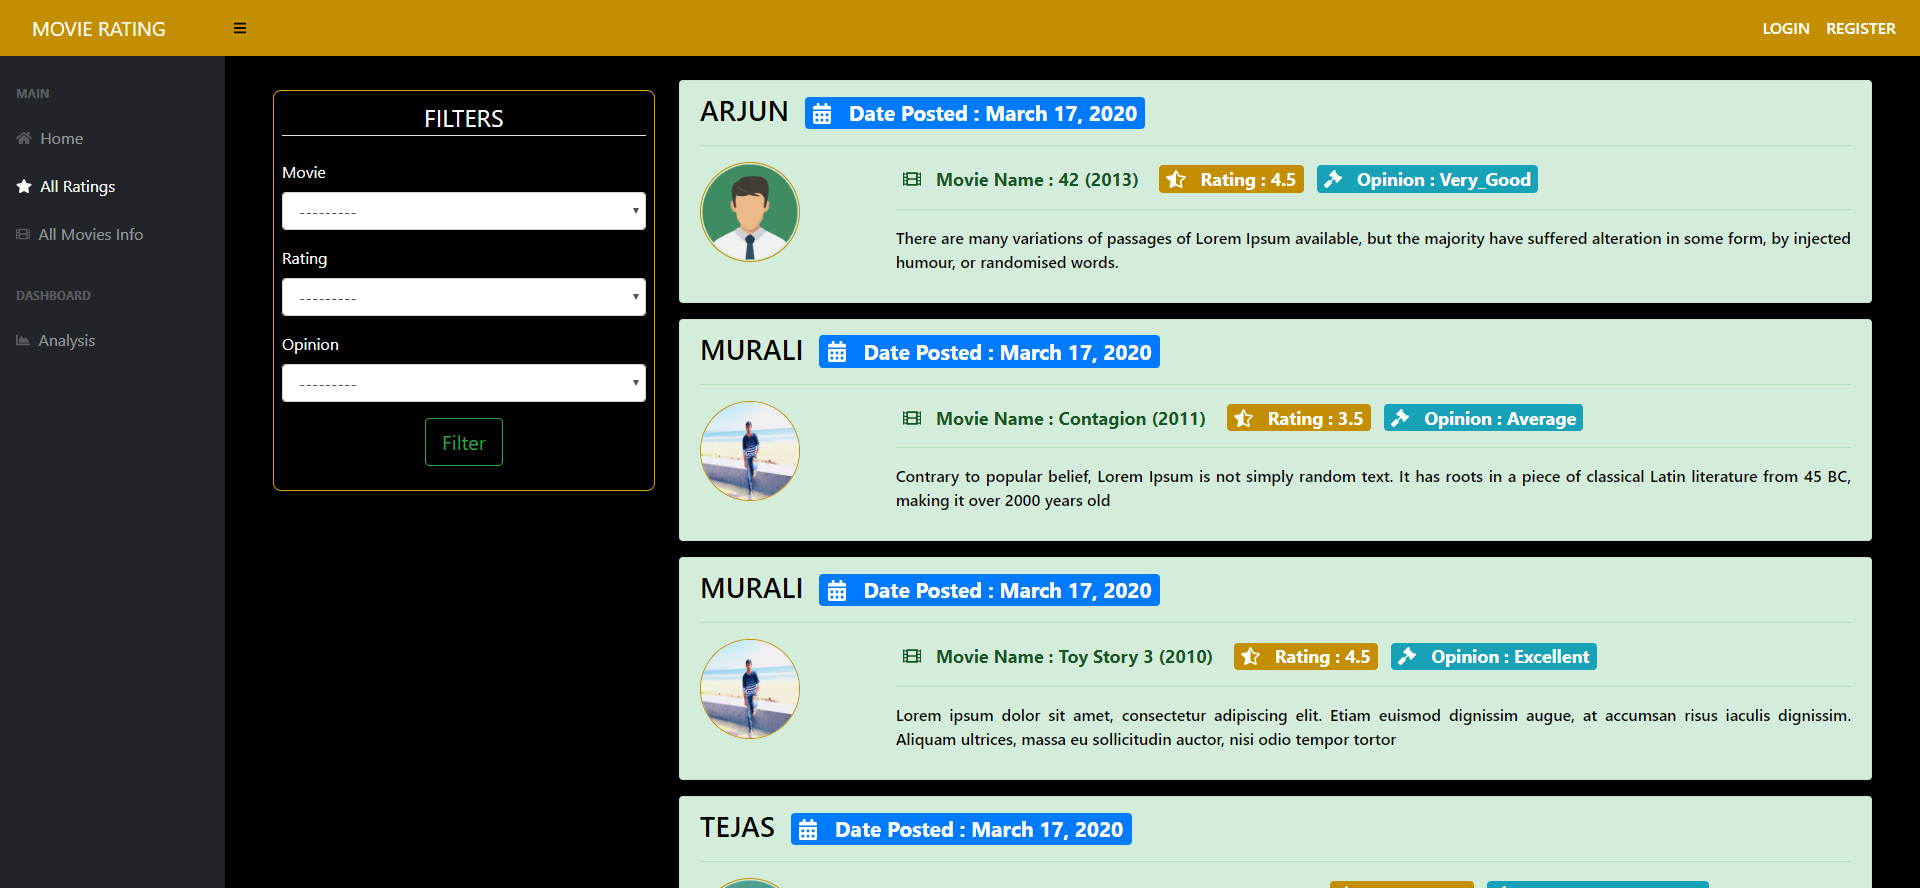 MOVIE RATING
LOGIN REGISTER
MAIN
Home
All Ratings
All Movies Info
DASHBOARD
Analysis
FILTERS
Movie
---------
Rating
---------
Opinion
---------
Filter
ARJUN Date Posted : March 17, 2020
Movie Name : 42 (2013) Rating : 4.5 Opinion : Very_Good
There are many variations of passages of Lorem Ipsum available, but the majority have suffered alteration in some form, by injected
humour, or randomised words.
MURALI Date Posted : March 17, 2020
Movie Name : Contagion (2011) Rating : 3.5 Opinion : Average
Contrary to popular belief, Lorem Ipsum is not simply random text. It has roots in a piece of classical Latin literature from 45 BC,
making it over 2000 years old
MURALI Date Posted : March 17, 2020
Movie Name : Toy Story 3 (2010) Rating : 4.5 Opinion : Excellent
Lorem ipsum dolor sit amet, consectetur adipiscing elit. Etiam euismod dignissim augue, at accumsan risus iaculis dignissim.
Aliquam ultrices, massa eu sollicitudin auctor, nisi odio tempor tortor
TEJAS Date Posted : March 17, 2020